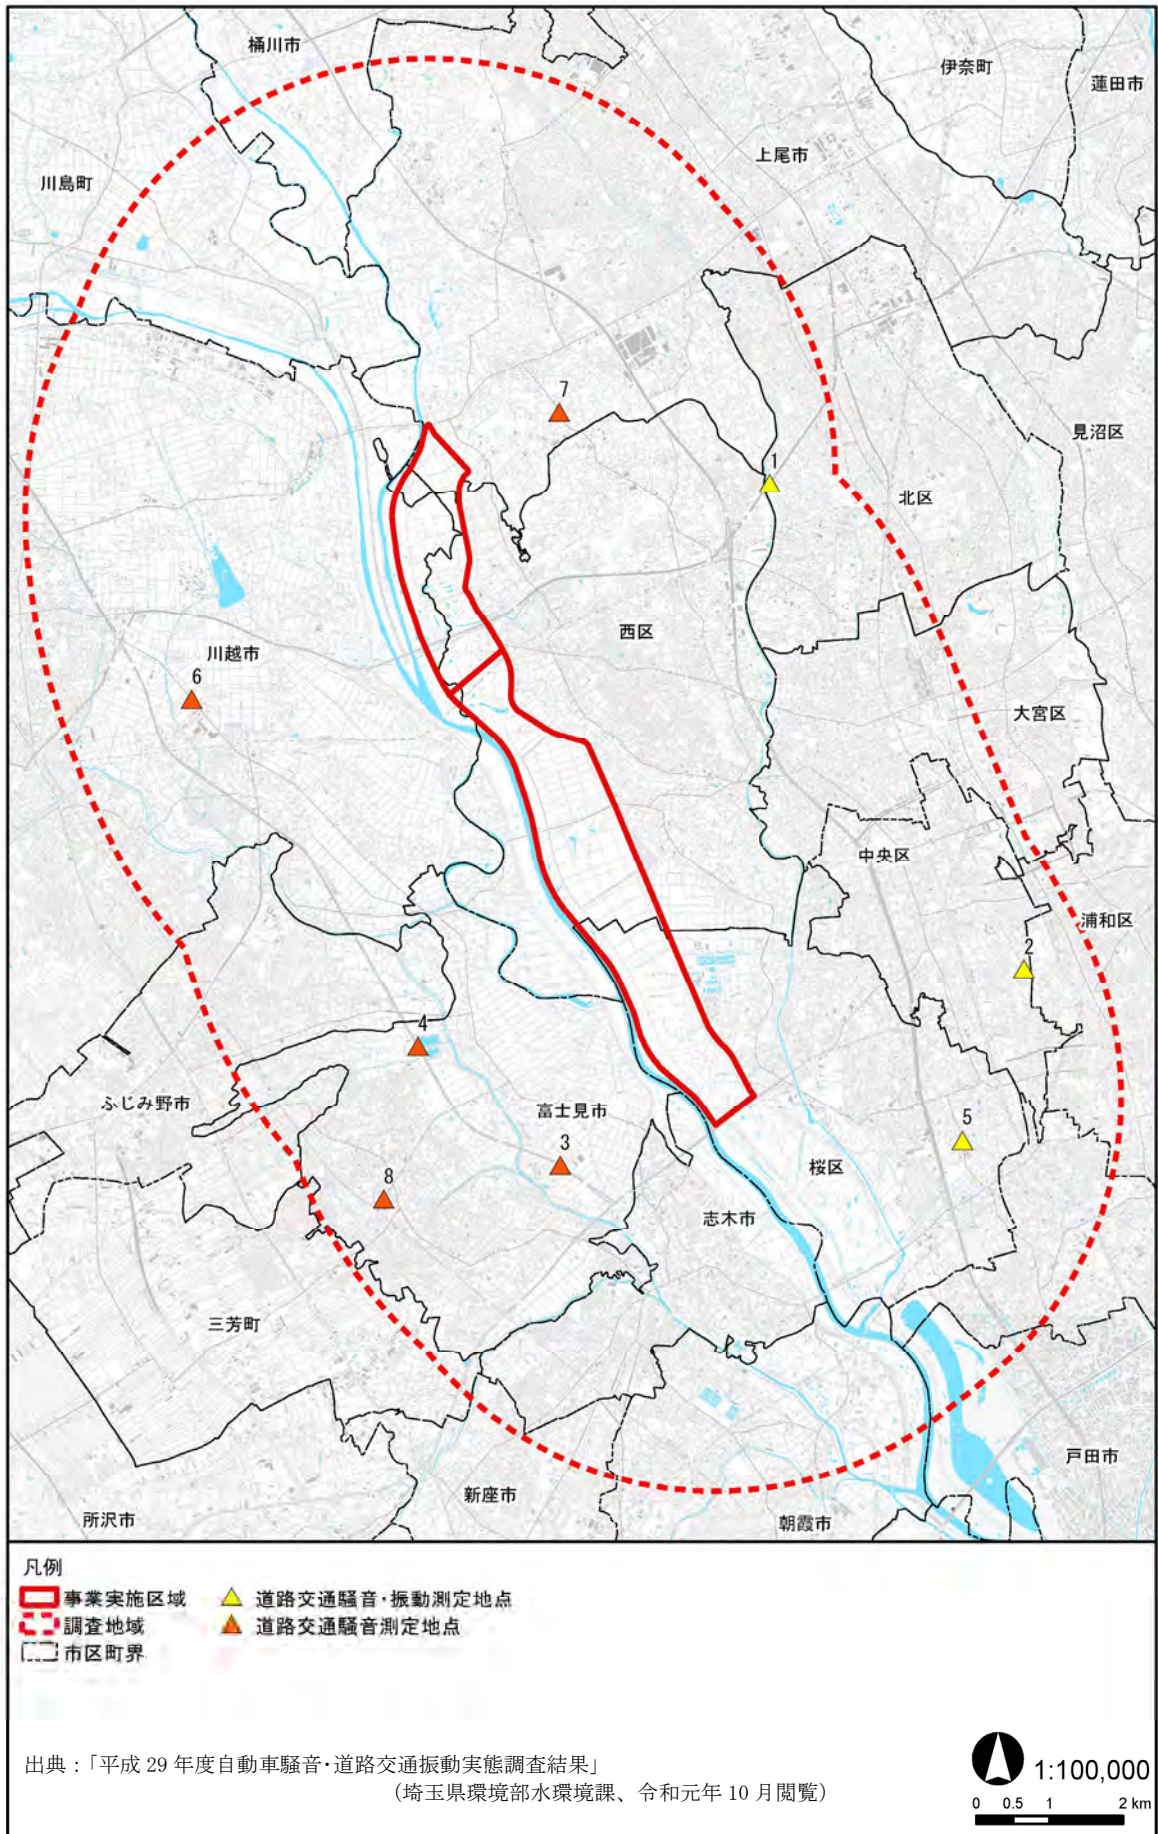 桶川市
伊奈町
蓮田市
上尾市
川島町
7
見沼区
1
北区
西区
川越市
6
大宮区
中央区
浦和区
2
4
ふじみ野市
富士見市
5
3
桜区
8
志木市
三芳町
戸田市
新座市
所沢市
朝霞市
凡例
事業実施区域
道路交通騒音・振動測定地点
調査地域
道路交通騒音測定地点
市区町界
出典：「平成 29 年度自動車騒音・道路交通振動実態調査結果」
（埼玉県環境部水環境課、令和元年 10 月閲覧）
1:100,000
0 0.5 1 2 km